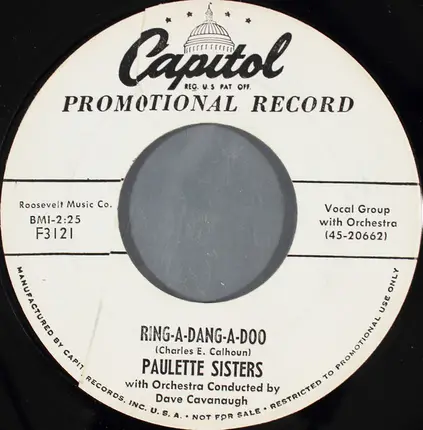 Capitol
REG. U.S. PAT. OFF.
PROMOTIONAL RECORD
Roosevelt Music Co.
BMI-2:25
F3121
Vocal Group
with Orchestra
(45-20662)
RING-A-DANG-A-DOO
(Charles E. Calhoun)
PAULETTE SISTERS
with Orchestra Conducted by
Dave Cavanaugh
MANUFACTURED BY CAPITOL RECORDS, INC. U.S.A. • NOT FOR SALE • RESTRICTED TO PROMOTIONAL USE ONLY